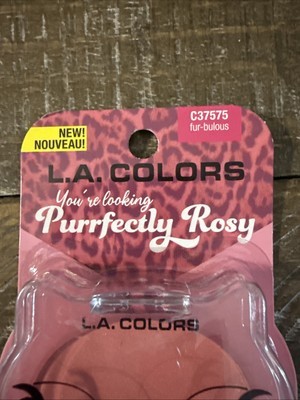 C37575
fur-bulous
NEW!
NOUVEAU!
L.A. COLORS
You're looking
Purrfectly Rosy
L.A. COLORS